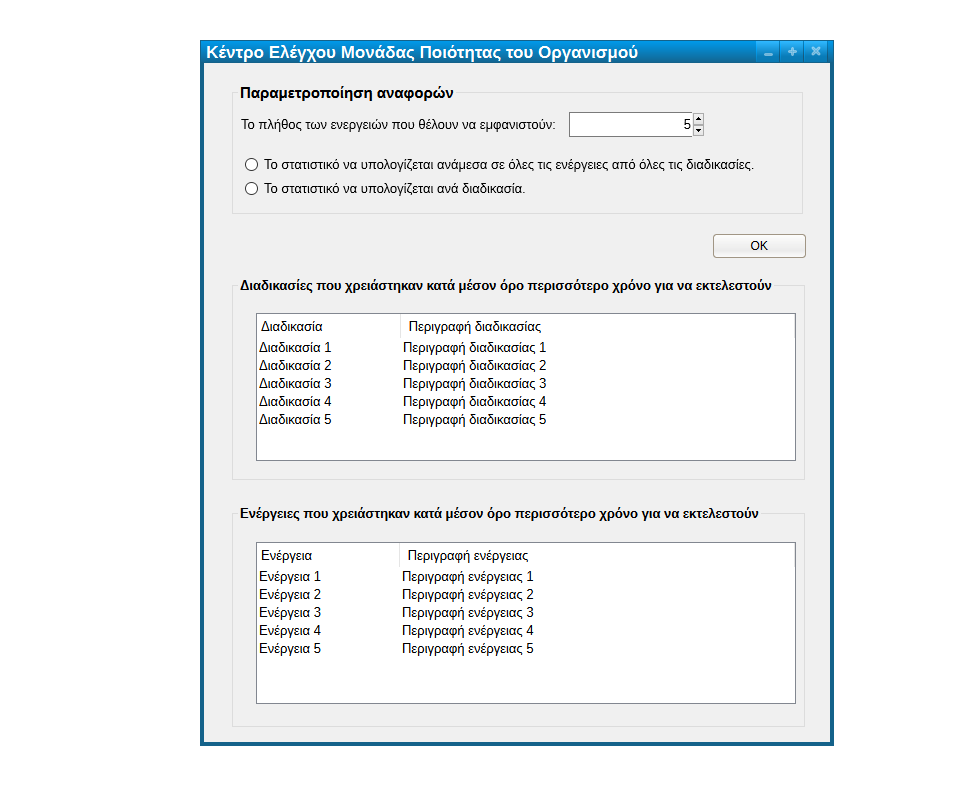 Κέντρο Ελέγχου Μονάδας Ποιότητας του Οργανισμού
Παραμετροποίηση αναφορών
Το πλήθος των ενεργειών που θέλουν να εμφανιστούν: 5
Το στατιστικό να υπολογίζεται ανάμεσα σε όλες τις ενέργειες από όλες τις διαδικασίες.
Το στατιστικό να υπολογίζεται ανά διαδικασία.
OK
Διαδικασίες που χρειάστηκαν κατά μέσον όρο περισσότερο χρόνο για να εκτελεστούν
Διαδικασία Περιγραφή διαδικασίας
Διαδικασία 1 Περιγραφή διαδικασίας 1
Διαδικασία 2 Περιγραφή διαδικασίας 2
Διαδικασία 3 Περιγραφή διαδικασίας 3
Διαδικασία 4 Περιγραφή διαδικασίας 4
Διαδικασία 5 Περιγραφή διαδικασίας 5
Ενέργειες που χρειάστηκαν κατά μέσον όρο περισσότερο χρόνο για να εκτελεστούν
Ενέργεια Περιγραφή ενέργειας
Ενέργεια 1 Περιγραφή ενέργειας 1
Ενέργεια 2 Περιγραφή ενέργειας 2
Ενέργεια 3 Περιγραφή ενέργειας 3
Ενέργεια 4 Περιγραφή ενέργειας 4
Ενέργεια 5 Περιγραφή ενέργειας 5